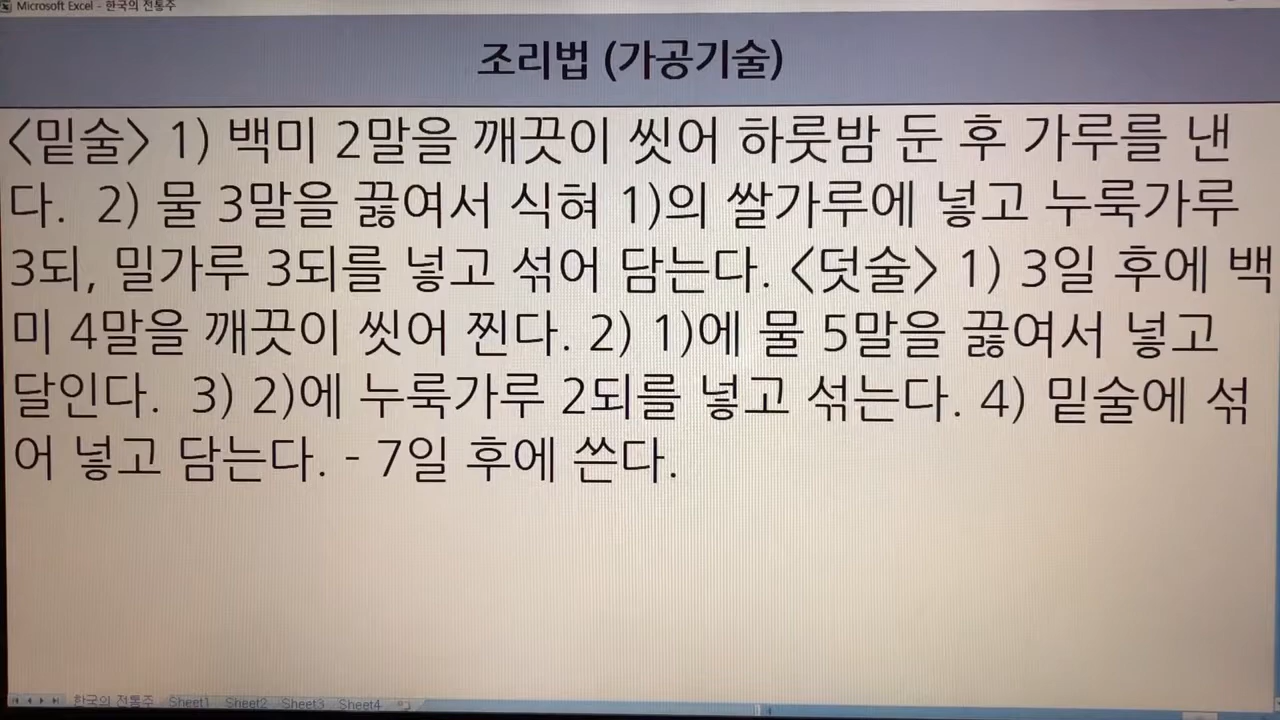 Microsoft Excel - 한국의 전통주
조리법 (가공기술)
<밑술> 1) 백미 2말을 깨끗이 씻어 하룻밤 둔 후 가루를 낸
다. 2) 물 3말을 끓여서 식혀 1)의 쌀가루에 넣고 누룩가루
3되, 밀가루 3되를 넣고 섞어 담는다. <덧술> 1) 3일 후에 백
미 4말을 깨끗이 씻어 찐다. 2) 1)에 물 5말을 끓여서 넣고
달인다. 3) 2)에 누룩가루 2되를 넣고 섞는다. 4) 밑술에 섞
어 넣고 담는다. - 7일 후에 쓴다.
한국의 전통주 Sheet1 Sheet2 Sheet3 Sheet4